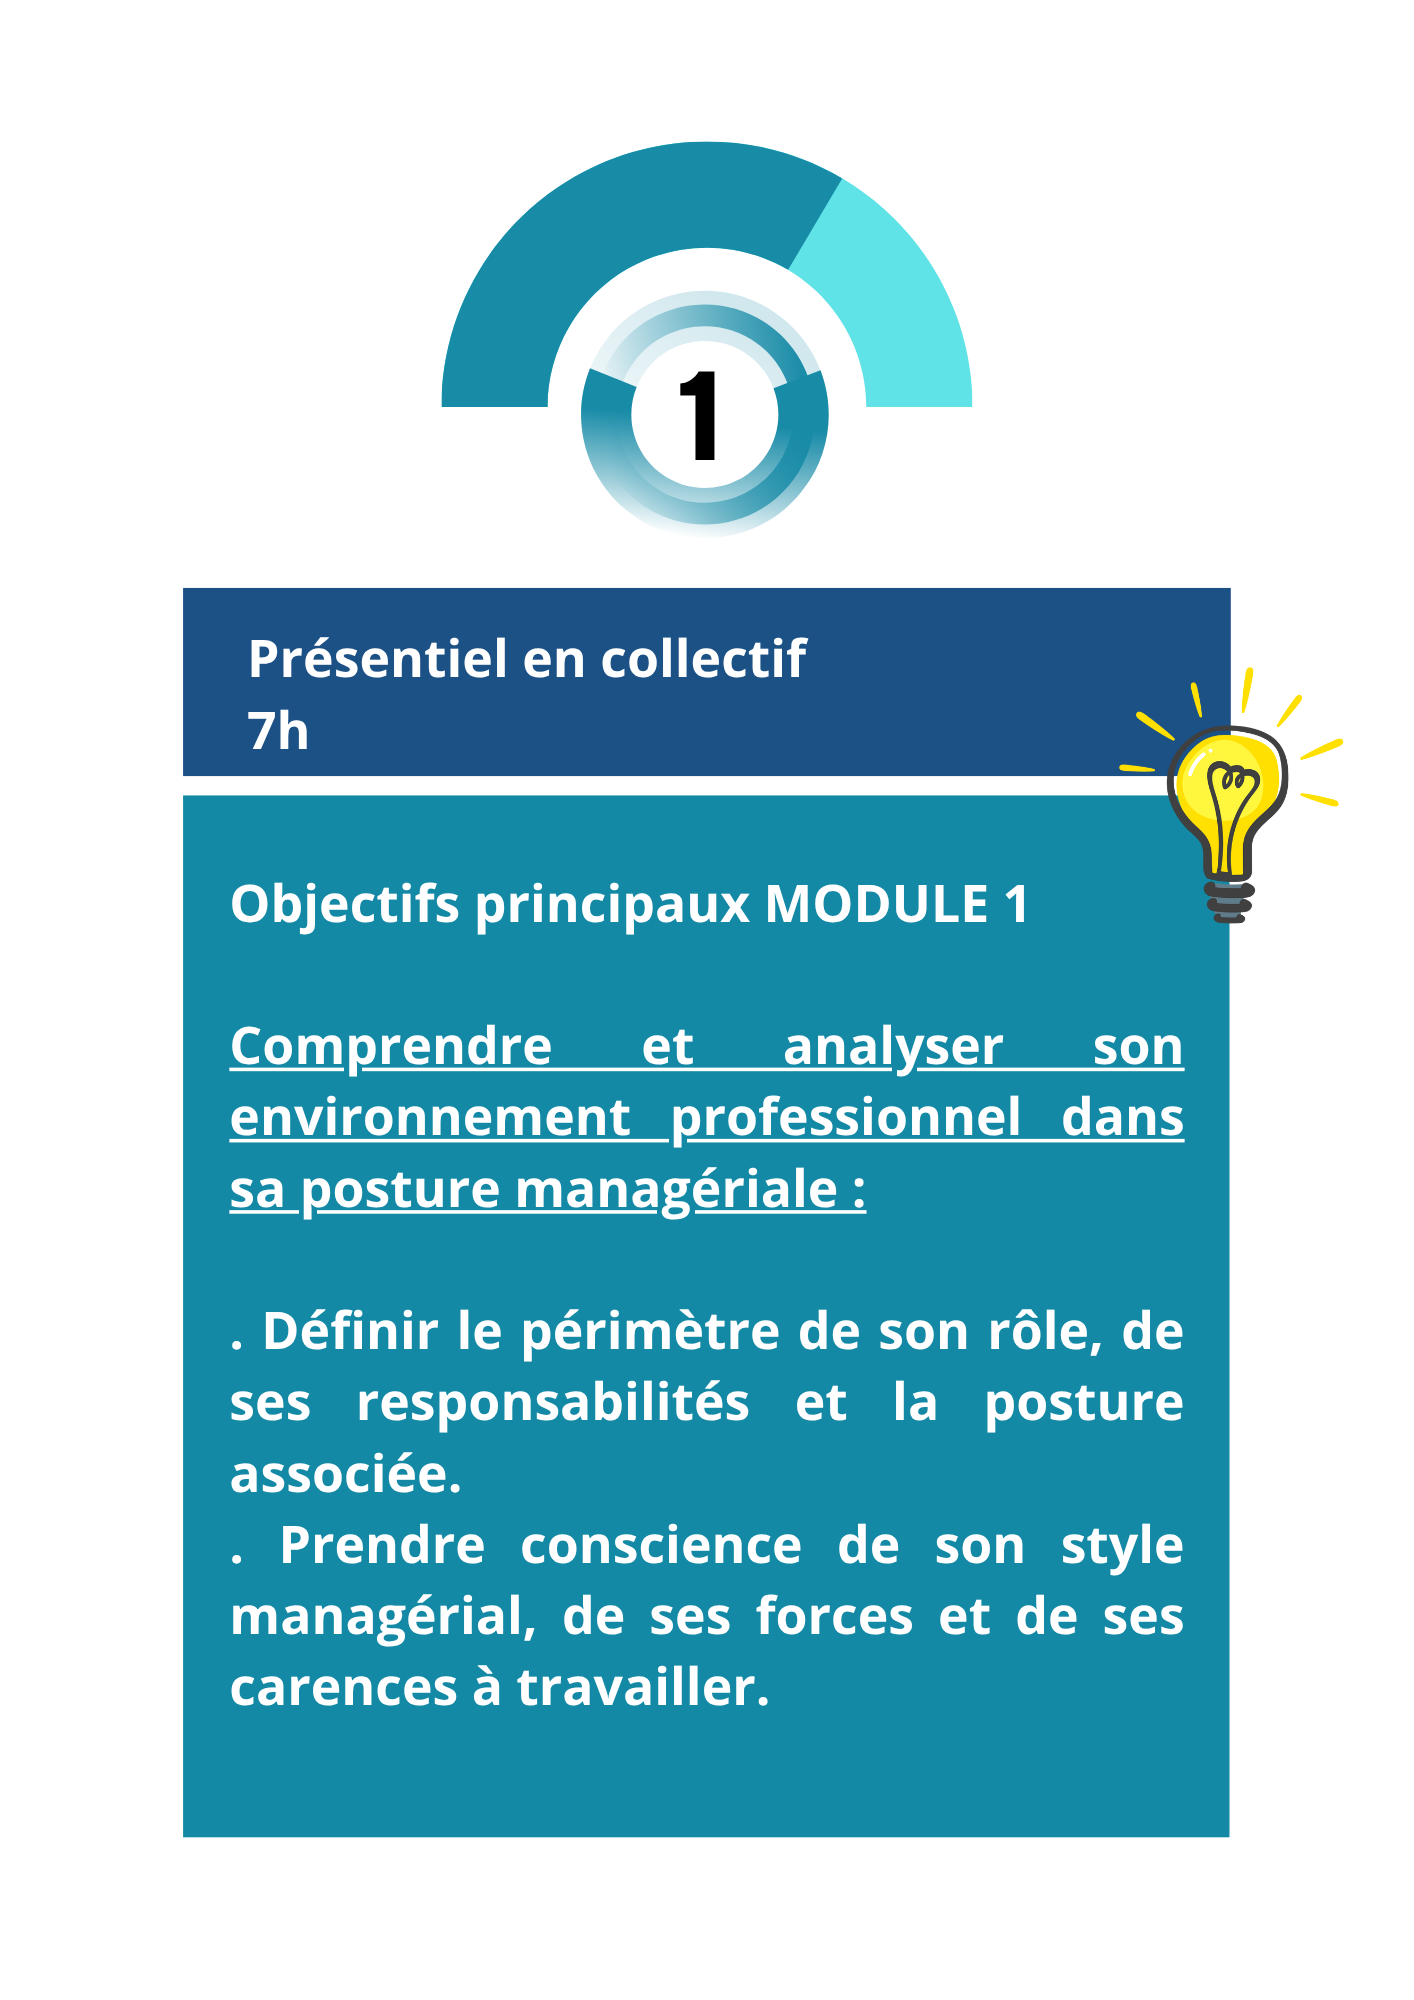 1
Présentiel en collectif
7h
Objectifs principaux MODULE 1
Comprendre et analyser son
environnement professionnel dans
sa posture managériale :
. Définir le périmètre de son rôle, de
ses responsabilités et la posture
associée.
. Prendre conscience de son style
managérial, de ses forces et de ses
carences à travailler.